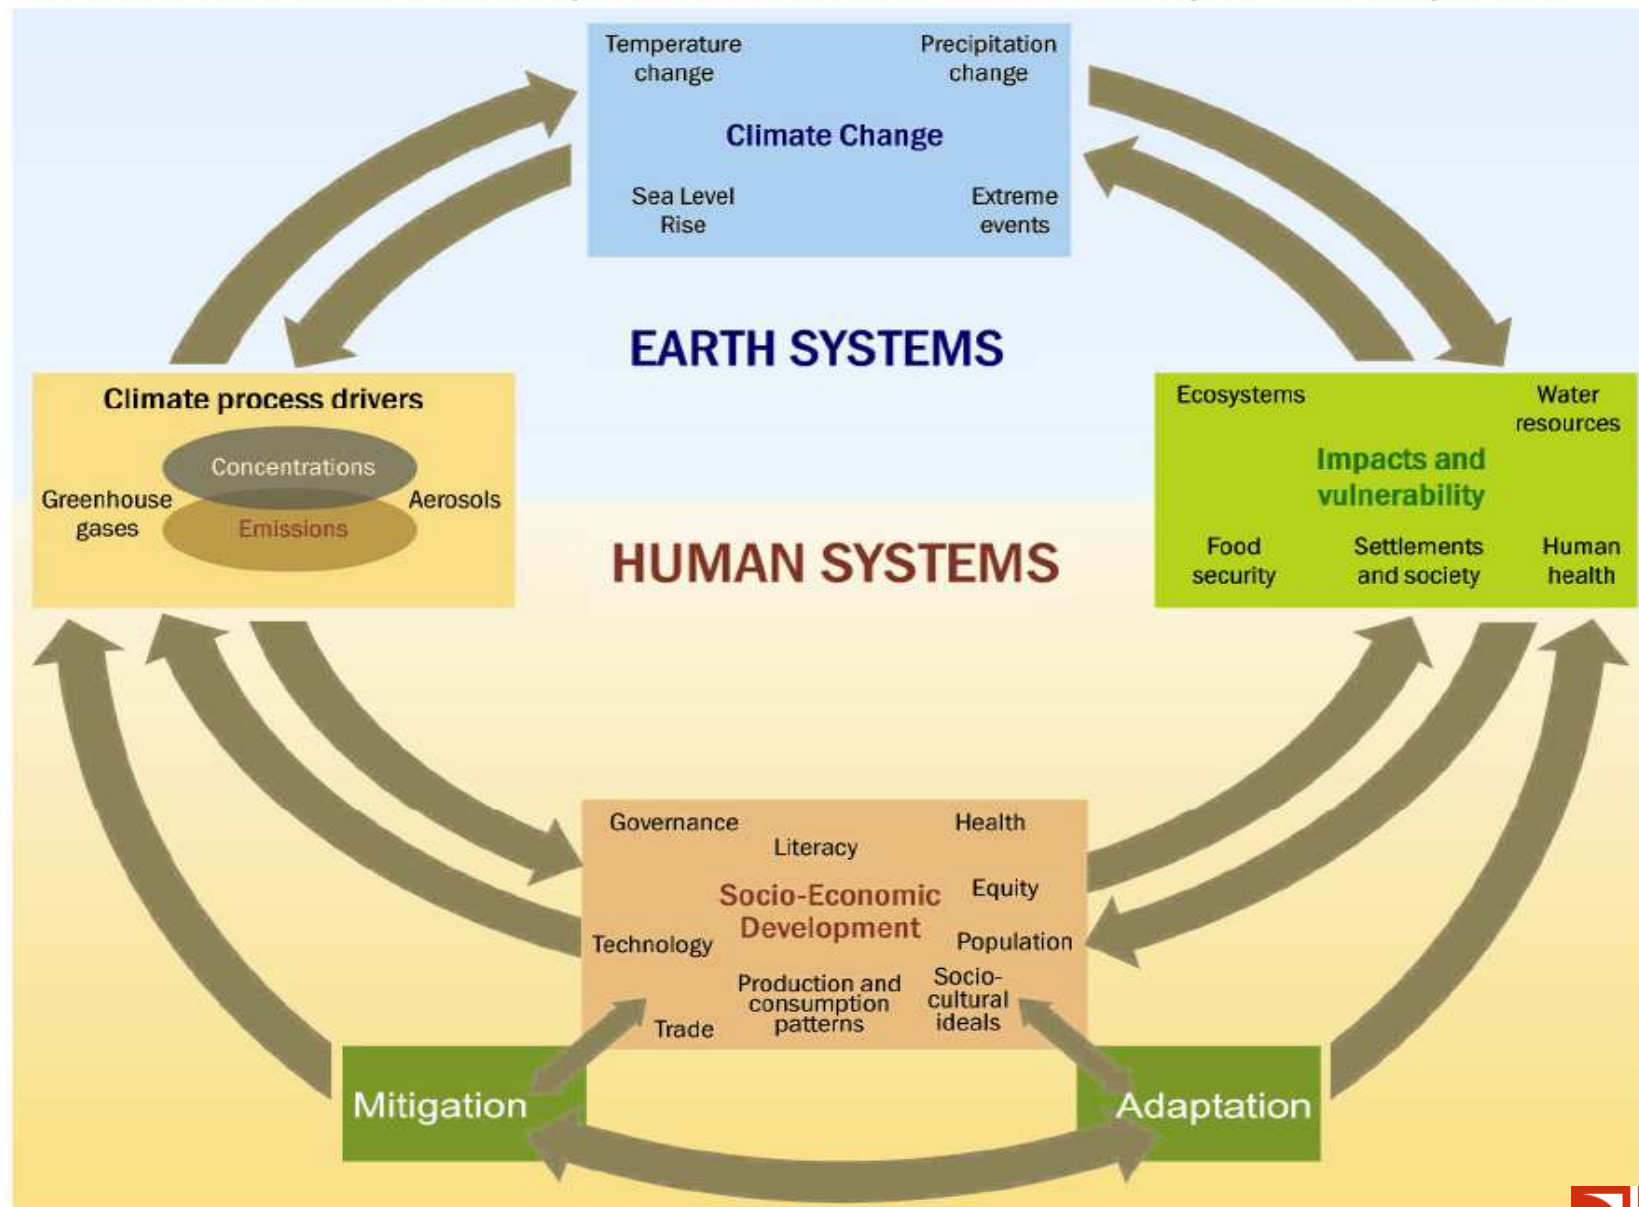 Temperature
change
Precipitation
change
Climate Change
Sea Level
Rise
Extreme
events
EARTH SYSTEMS
Climate process drivers
Concentrations
Greenhouse
gases
Aerosols
Emissions
Ecosystems
Water
resources
Impacts and
vulnerability
Food
security
Settlements
and society
Human
health
HUMAN SYSTEMS
Governance
Literacy
Health
Socio-Economic
Development
Equity
Technology
Population
Production and
consumption
patterns
Socio-
cultural
ideals
Trade
Mitigation
Adaptation